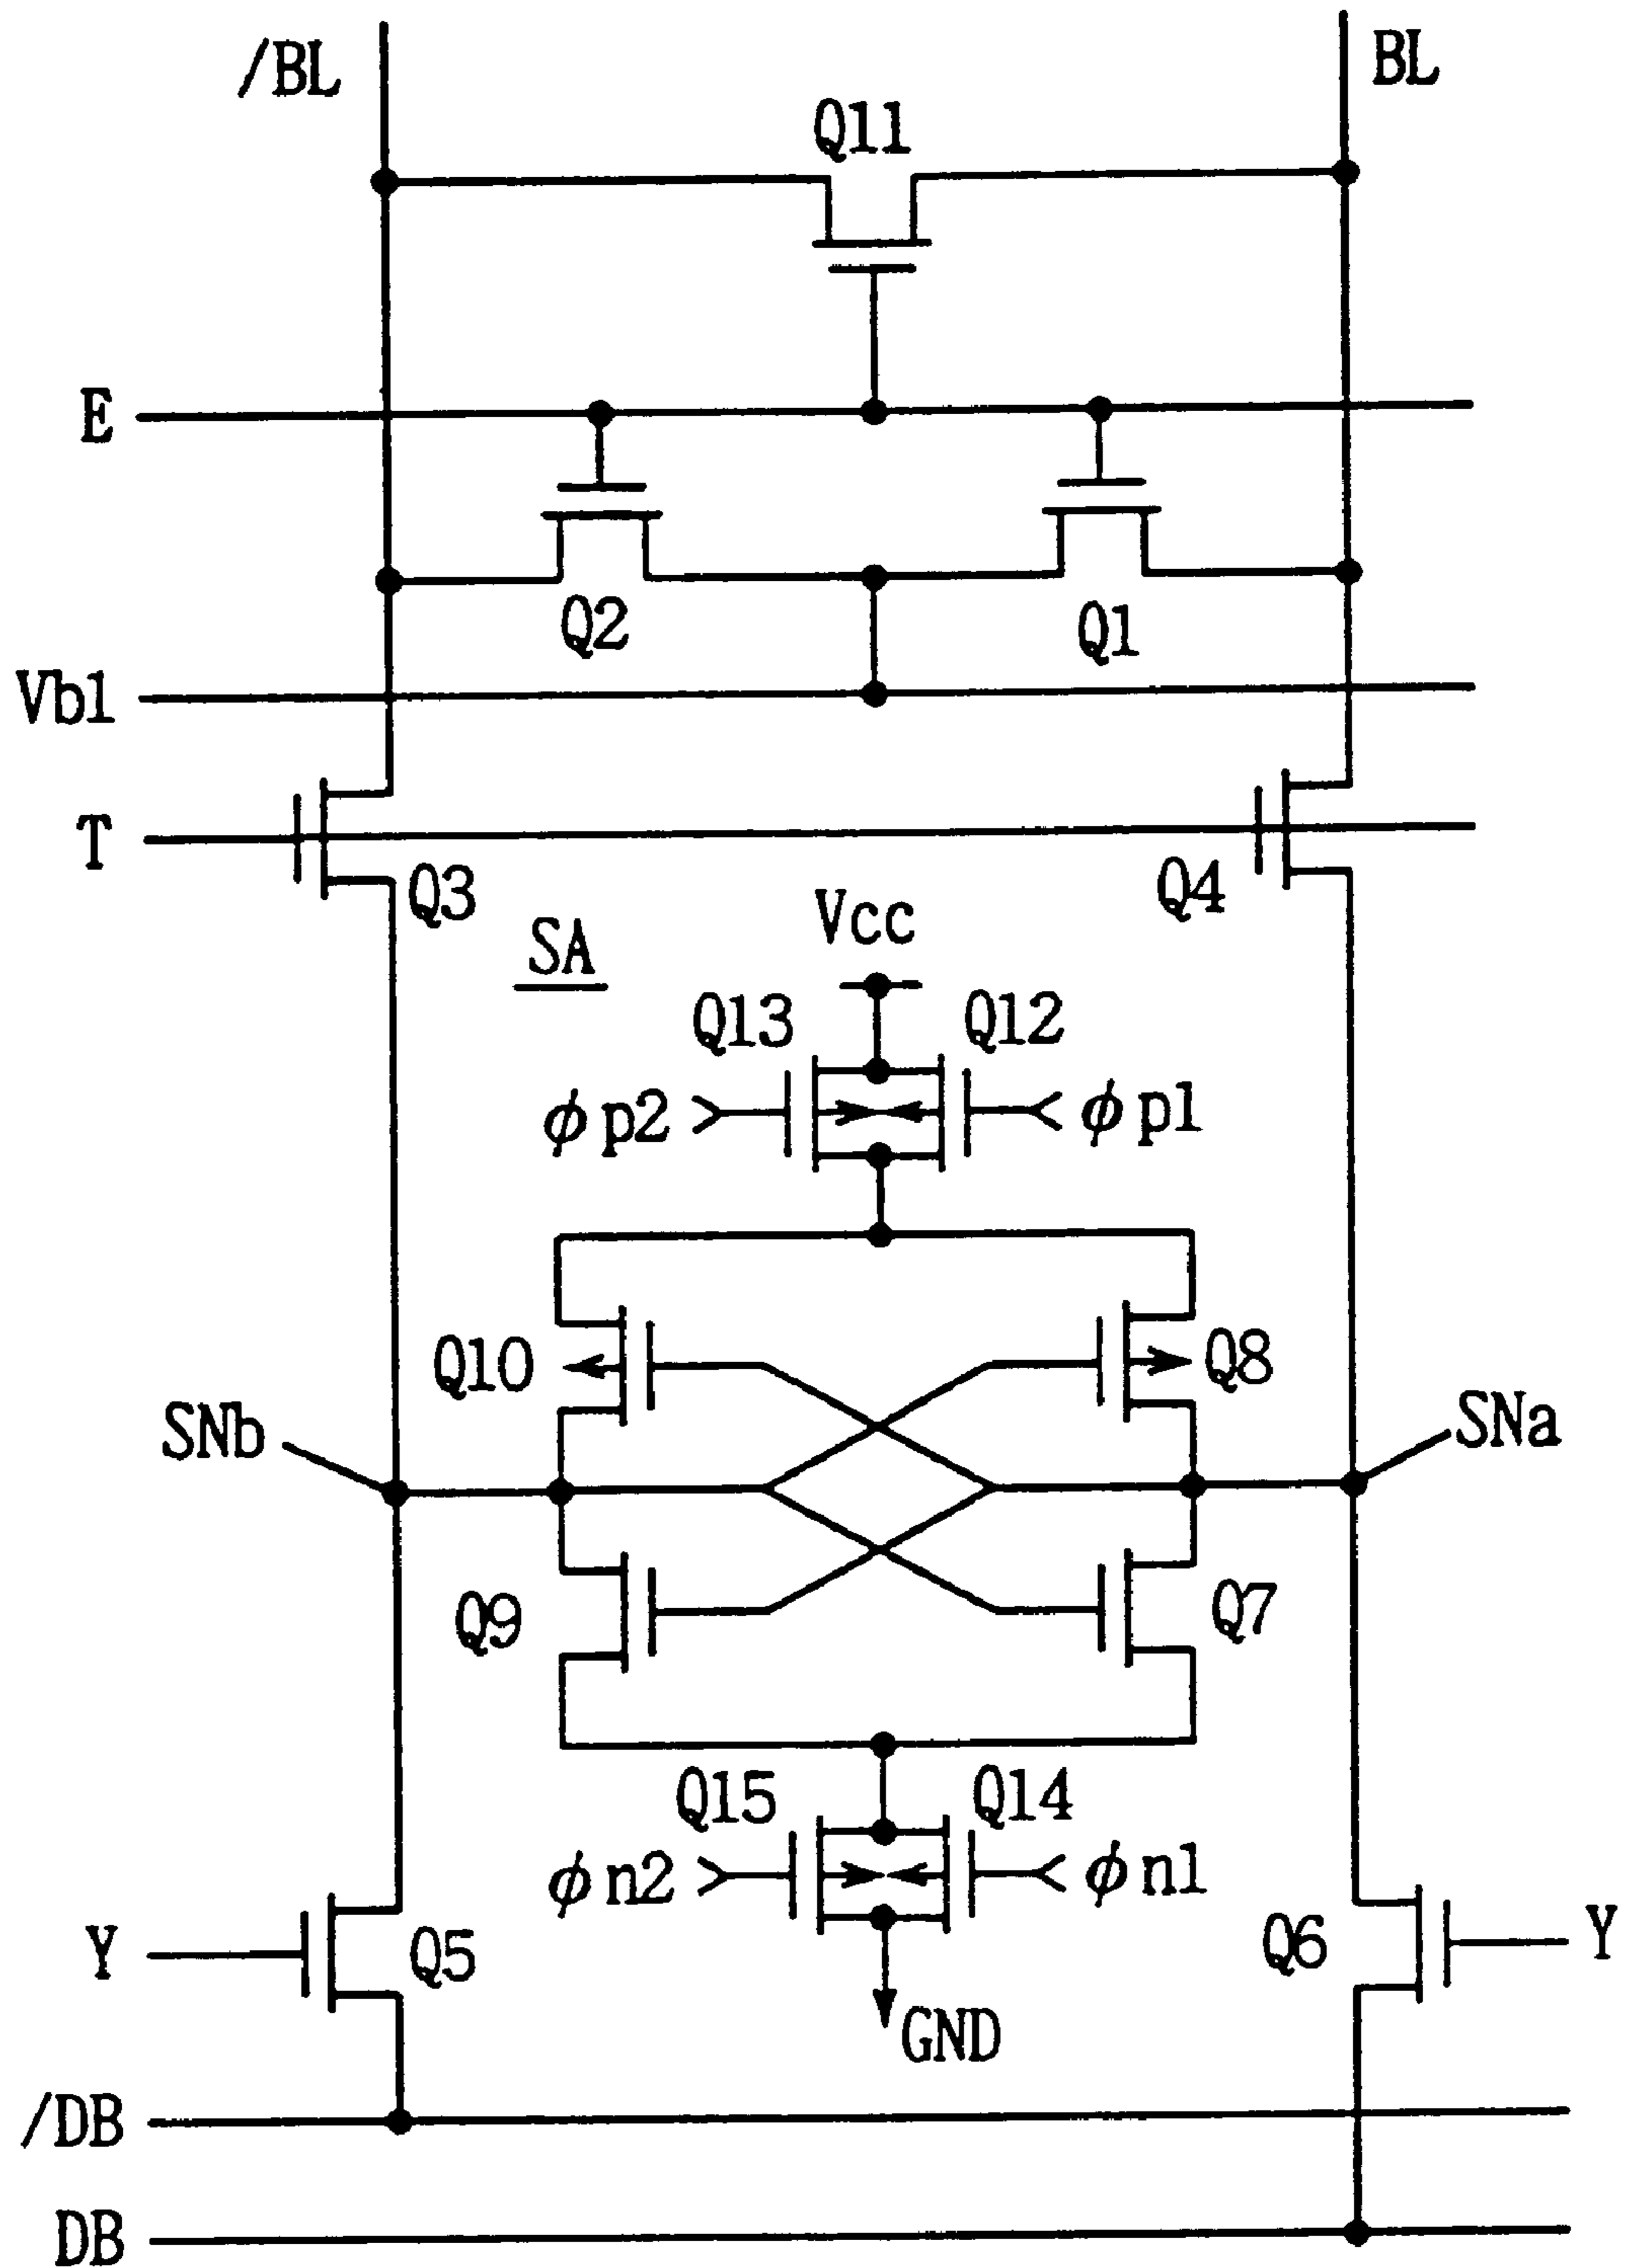 /BL
BL
Q11
E
Q2
Q1
Vbl
T
Q3
Q4
Vcc
SA
Q13
Q12
φp2
φp1
Q10
Q8
SNb
SNa
Q9
Q7
Q15
Q14
φn2
φn1
Y
Q5
Q6
Y
GND
/DB
DB